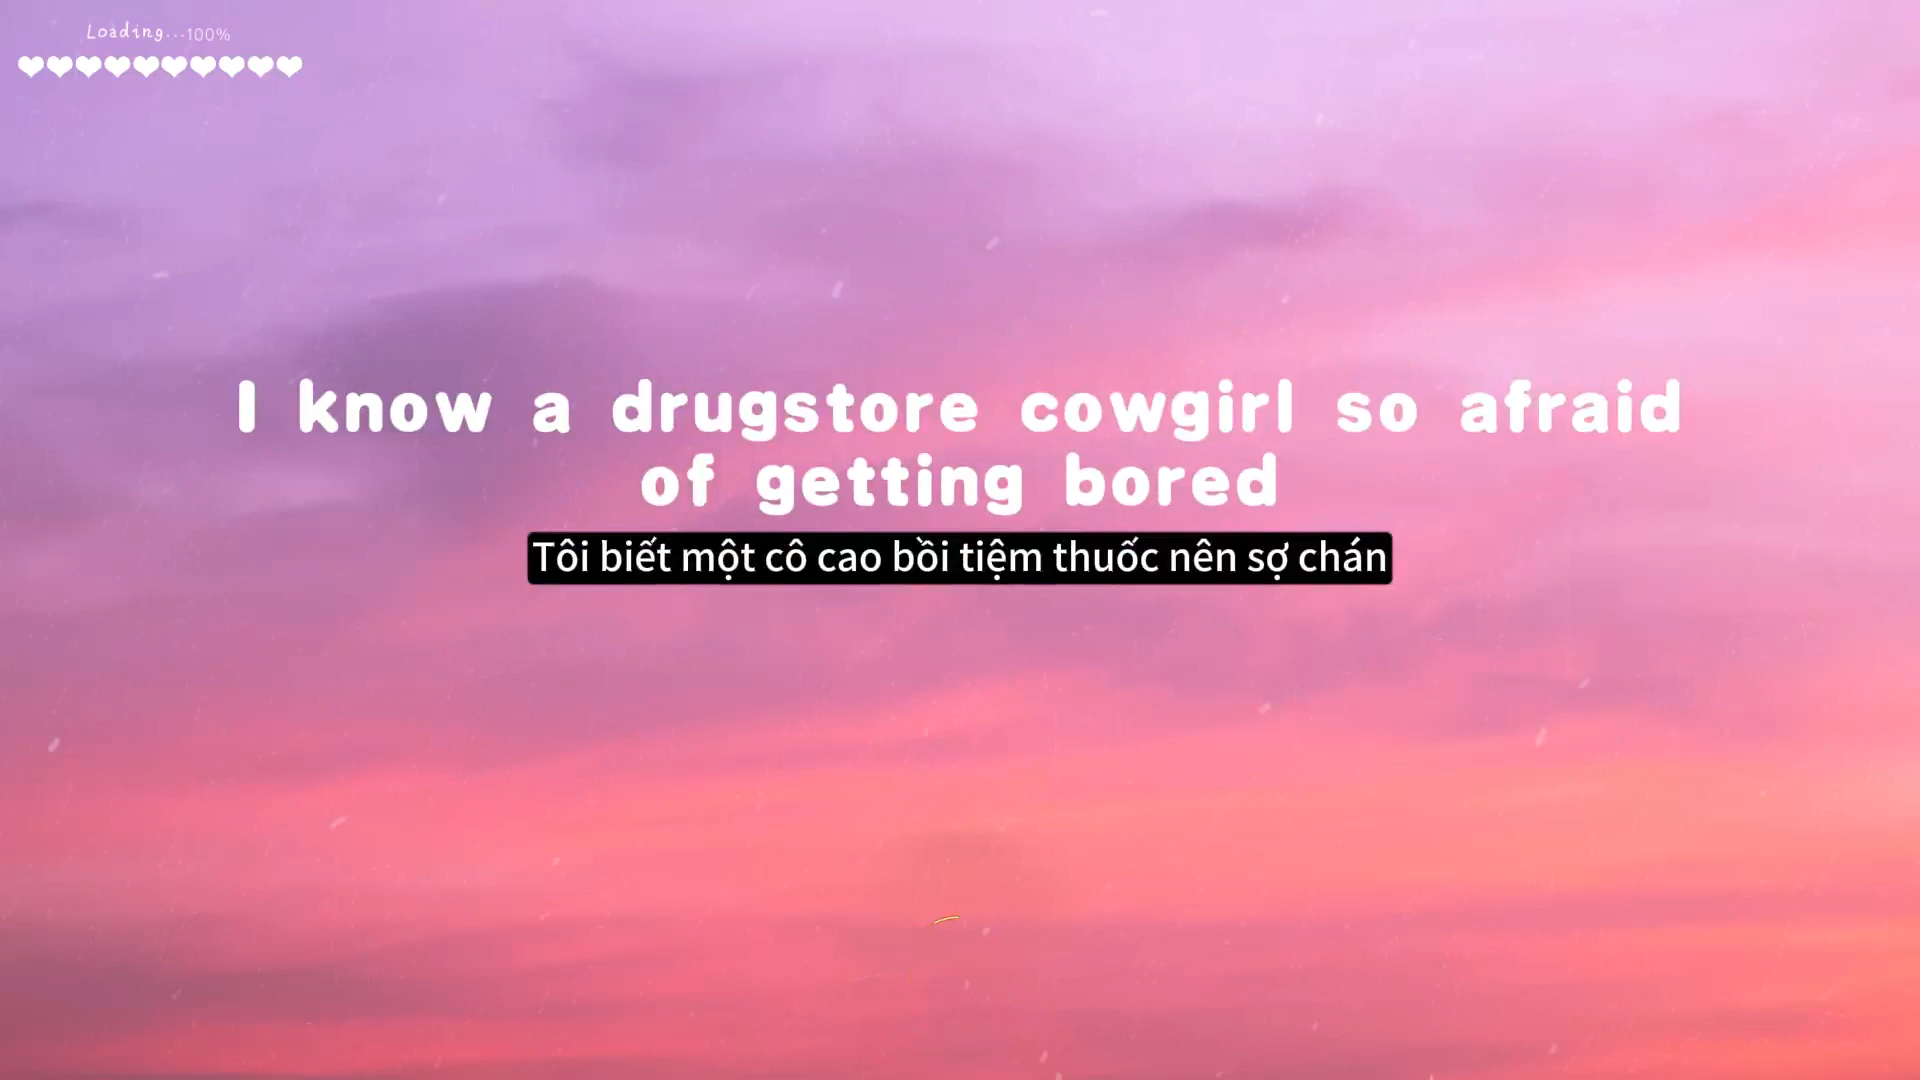 Loading...100%
I know a drugstore cowgirl so afraid
of getting bored
Tôi biết một cô cao bồi tiệm thuốc nên sợ chán